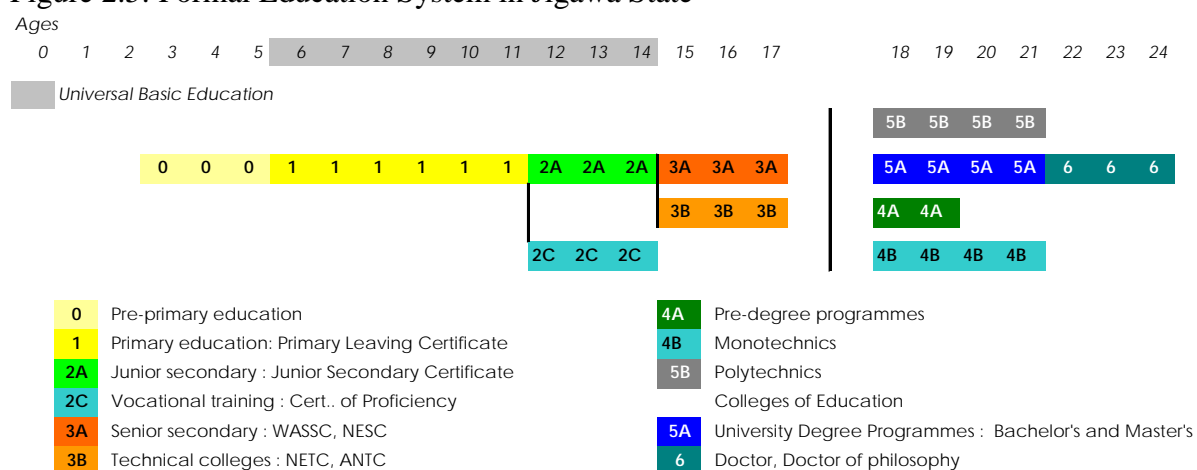 Figure 2.3: Formal Education System in Jigawa State
Ages
0 1 2 3 4 5 6 7 8 9 10 11 12 13 14 15 16 17 18 19 20 21 22 23 24
Universal Basic Education
5B 5B 5B 5B
0 0 0 1 1 1 1 1 1 2A 2A 2A 3A 3A 3A 5A 5A 5A 5A 6 6 6
3B 3B 3B 4A 4A
2C 2C 2C 4B 4B 4B 4B
0 Pre-primary education 4A Pre-degree programmes
1 Primary education: Primary Leaving Certificate 4B Monotechnics
2A Junior secondary : Junior Secondary Certificate 5B Polytechnics
2C Vocational training : Cert.. of Proficiency Colleges of Education
3A Senior secondary : WASSC, NESC 5A University Degree Programmes : Bachelor's and Master's
3B Technical colleges : NETC, ANTC 6 Doctor, Doctor of philosophy